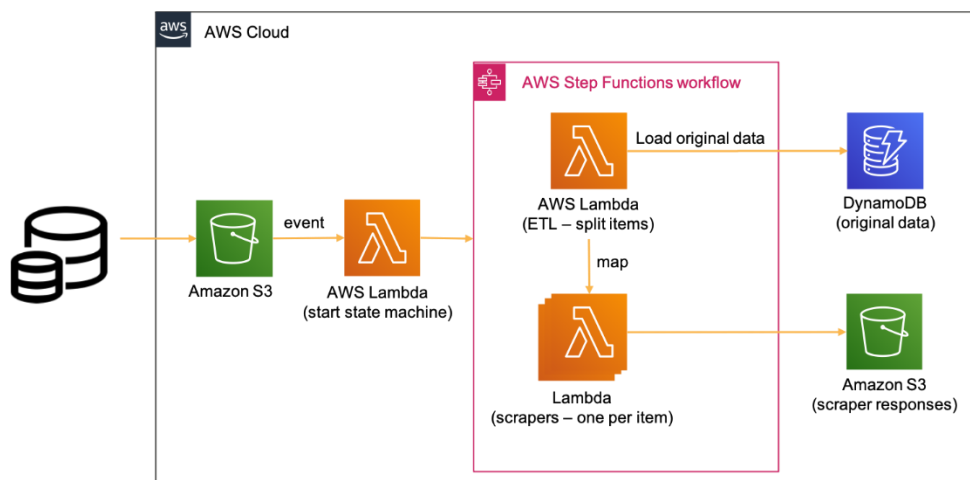 aws
AWS Cloud
AWS Step Functions workflow
Load original data
AWS Lambda
(ETL – split items)
DynamoDB
(original data)
event
map
Amazon S3
AWS Lambda
(start state machine)
Lambda
(scrapers – one per item)
Amazon S3
(scraper responses)